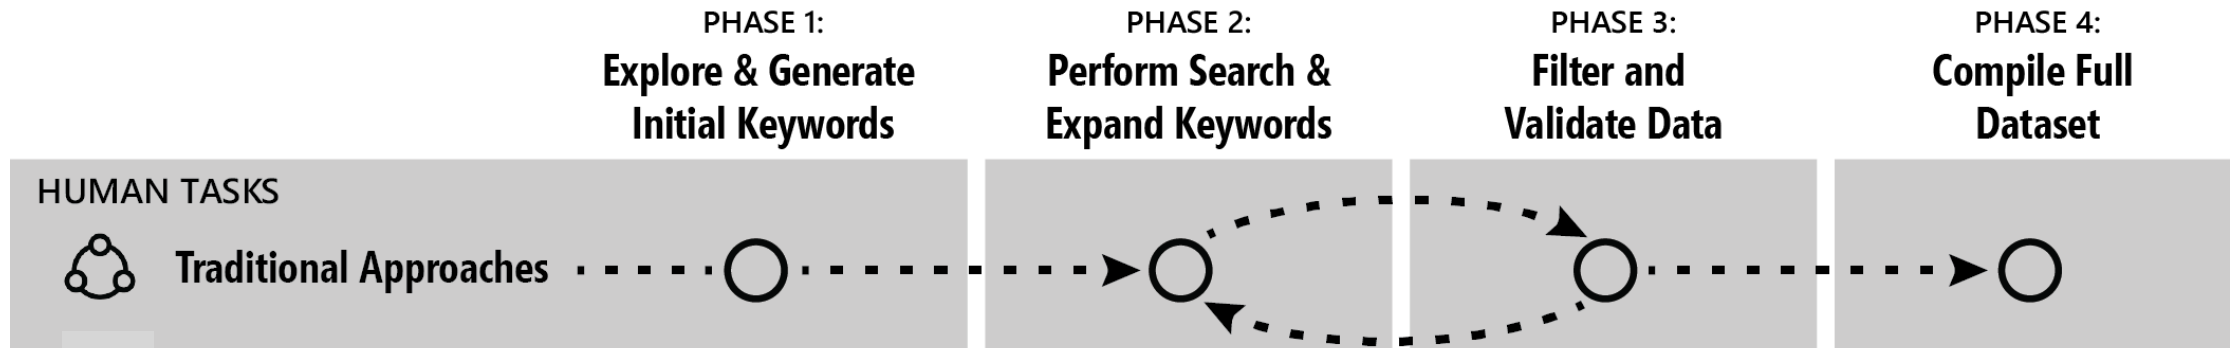 PHASE 1:
Explore & Generate
Initial Keywords
PHASE 2:
Perform Search &
Expand Keywords
PHASE 3:
Filter and
Validate Data
PHASE 4:
Compile Full
Dataset
HUMAN TASKS
Traditional Approaches